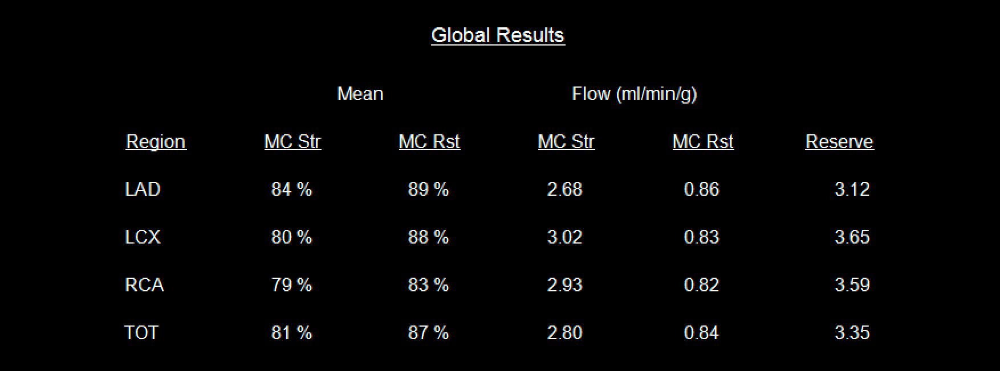 Global Results
Mean Flow (ml/min/g)
Region MC Str MC Rst MC Str MC Rst Reserve
LAD 84 % 89 % 2.68 0.86 3.12
LCX 80 % 88 % 3.02 0.83 3.65
RCA 79 % 83 % 2.93 0.82 3.59
TOT 81 % 87 % 2.80 0.84 3.35